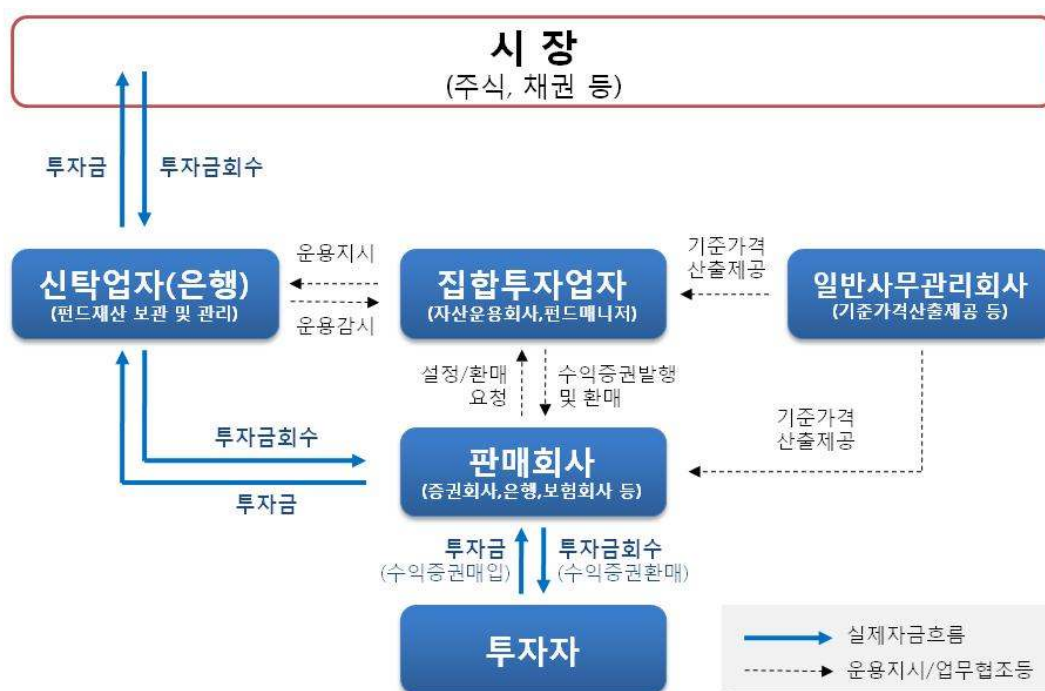 시 장
(주식, 채권 등)
투자금
투자금회수
신탁업자(은행)
(펀드재산 보관 및 관리)
운용지시
운용감시
집합투자업자
(자산운용회사,펀드매니저)
기준가격
산출제공
일반사무관리회사
(기준가격산출제공 등)
설정/환매
요청
수익증권발행
및 환매
기준가격
산출제공
투자금회수
투자금
판매회사
(증권회사,은행,보험회사 등)
투자금
(수익증권매입)
투자금회수
(수익증권환매)
투자자
실제자금흐름
운용지시/업무협조등